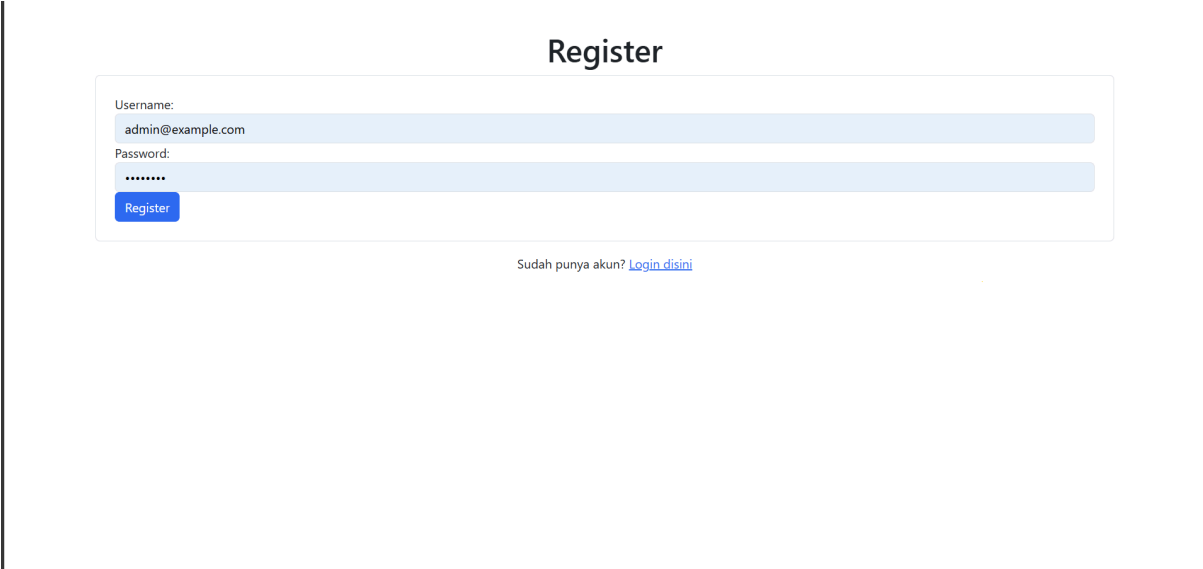 Register
Username:
admin@example.com
Password:
••••••••
Register
Sudah punya akun? Login disini